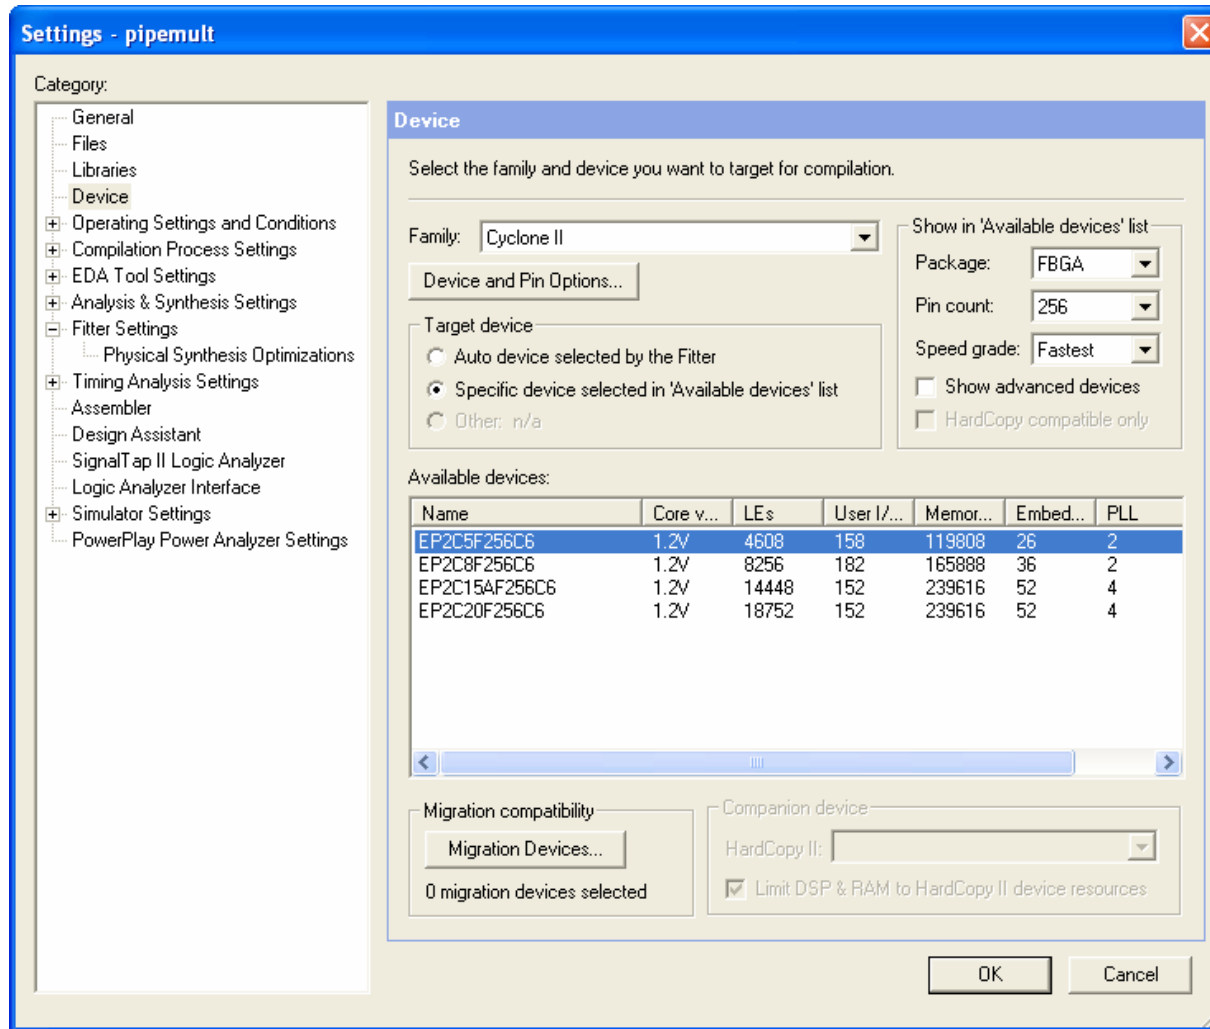 Settings - pipemult
Category:
General
Files
Libraries
Device
Operating Settings and Conditions
Compilation Process Settings
EDA Tool Settings
Analysis & Synthesis Settings
Fitter Settings
Physical Synthesis Optimizations
Timing Analysis Settings
Assembler
Design Assistant
SignalTap II Logic Analyzer
Logic Analyzer Interface
Simulator Settings
PowerPlay Power Analyzer Settings
Device
Select the family and device you want to target for compilation.
Family: Cyclone II
Device and Pin Options...
Target device
Auto device selected by the Fitter
Specific device selected in 'Available devices' list
Other: n/a
Show in 'Available devices' list
Package: FBGA
Pin count: 256
Speed grade: Fastest
Show advanced devices
HardCopy compatible only
Available devices:
Name Core v... LEs User I/... Memor... Embed... PLL
EP2C5F256C6 1.2V 4608 158 119808 26 2
EP2C8F256C6 1.2V 8256 182 165888 36 2
EP2C15AF256C6 1.2V 14448 152 239616 52 4
EP2C20F256C6 1.2V 18752 152 239616 52 4
Migration compatibility
Migration Devices...
0 migration devices selected
Companion device
HardCopy II:
Limit DSP & RAM to HardCopy II device resources
OK Cancel